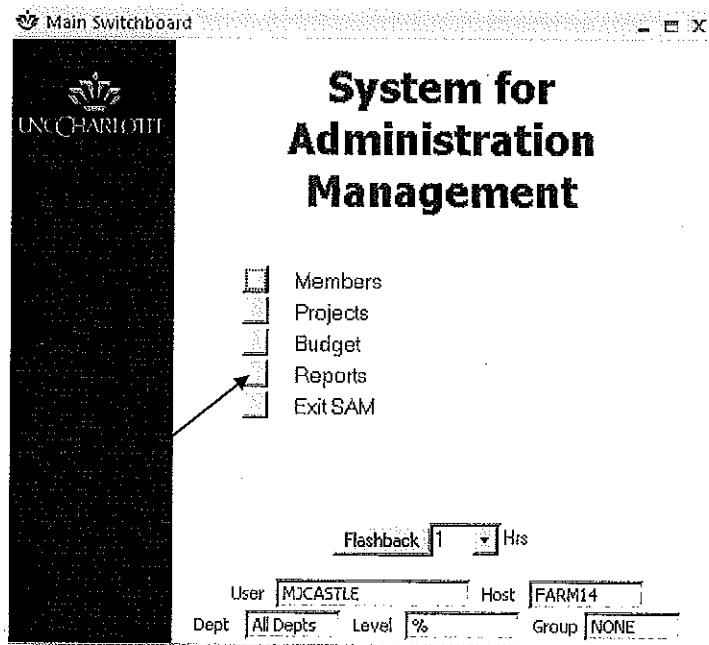 Main Switchboard
UNC CHARLOTTE
System for
Administration
Management
Members
Projects
Budget
Reports
Exit SAM
Flashback 1 Hrs
User MJCASTLE Host FARM14
Dept All Depts Level % Group NONE